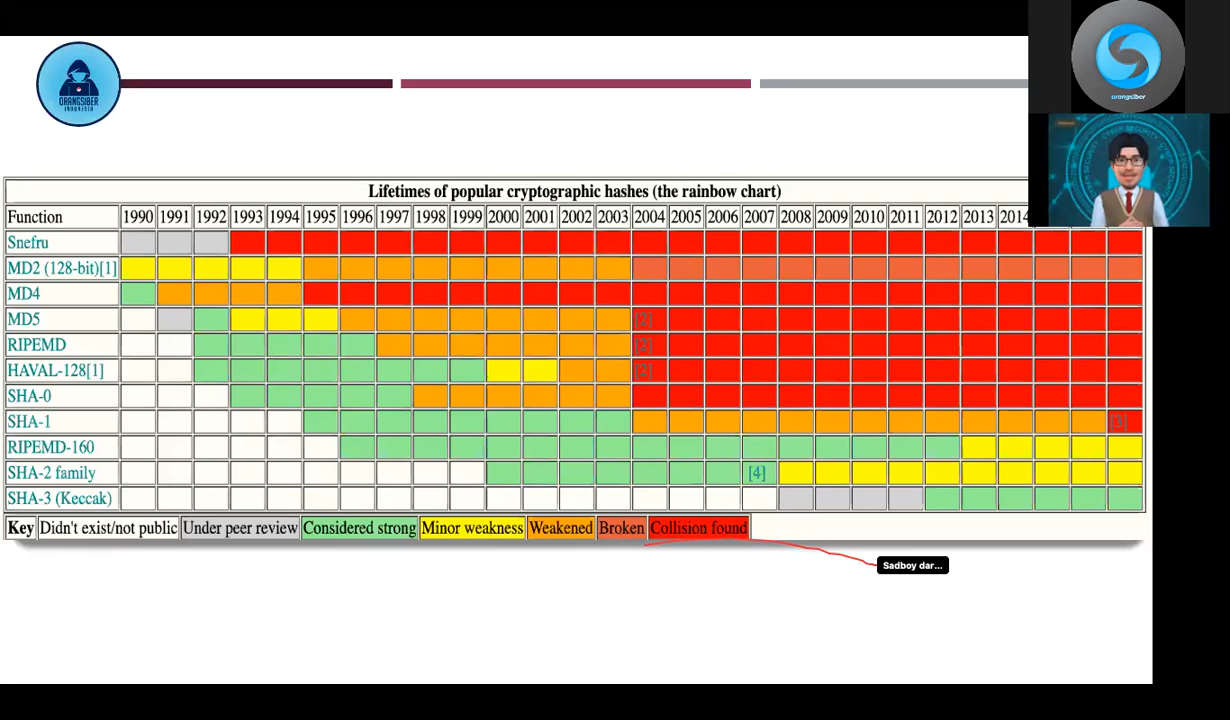 ORANGSIBER
INDONESIA
orangsiber
Lifetimes of popular cryptographic hashes (the rainbow chart)
Function 1990 1991 1992 1993 1994 1995 1996 1997 1998 1999 2000 2001 2002 2003 2004 2005 2006 2007 2008 2009 2010 2011 2012 2013 2014
Snefru
MD2 (128-bit)[1]
MD4
MD5 [2]
RIPEMD [2]
HAVAL-128[1] [2]
SHA-0
SHA-1 [3]
RIPEMD-160
SHA-2 family [4]
SHA-3 (Keccak)
Key Didn't exist/not public Under peer review Considered strong Minor weakness Weakened Broken Collision found
Sadboy dar...